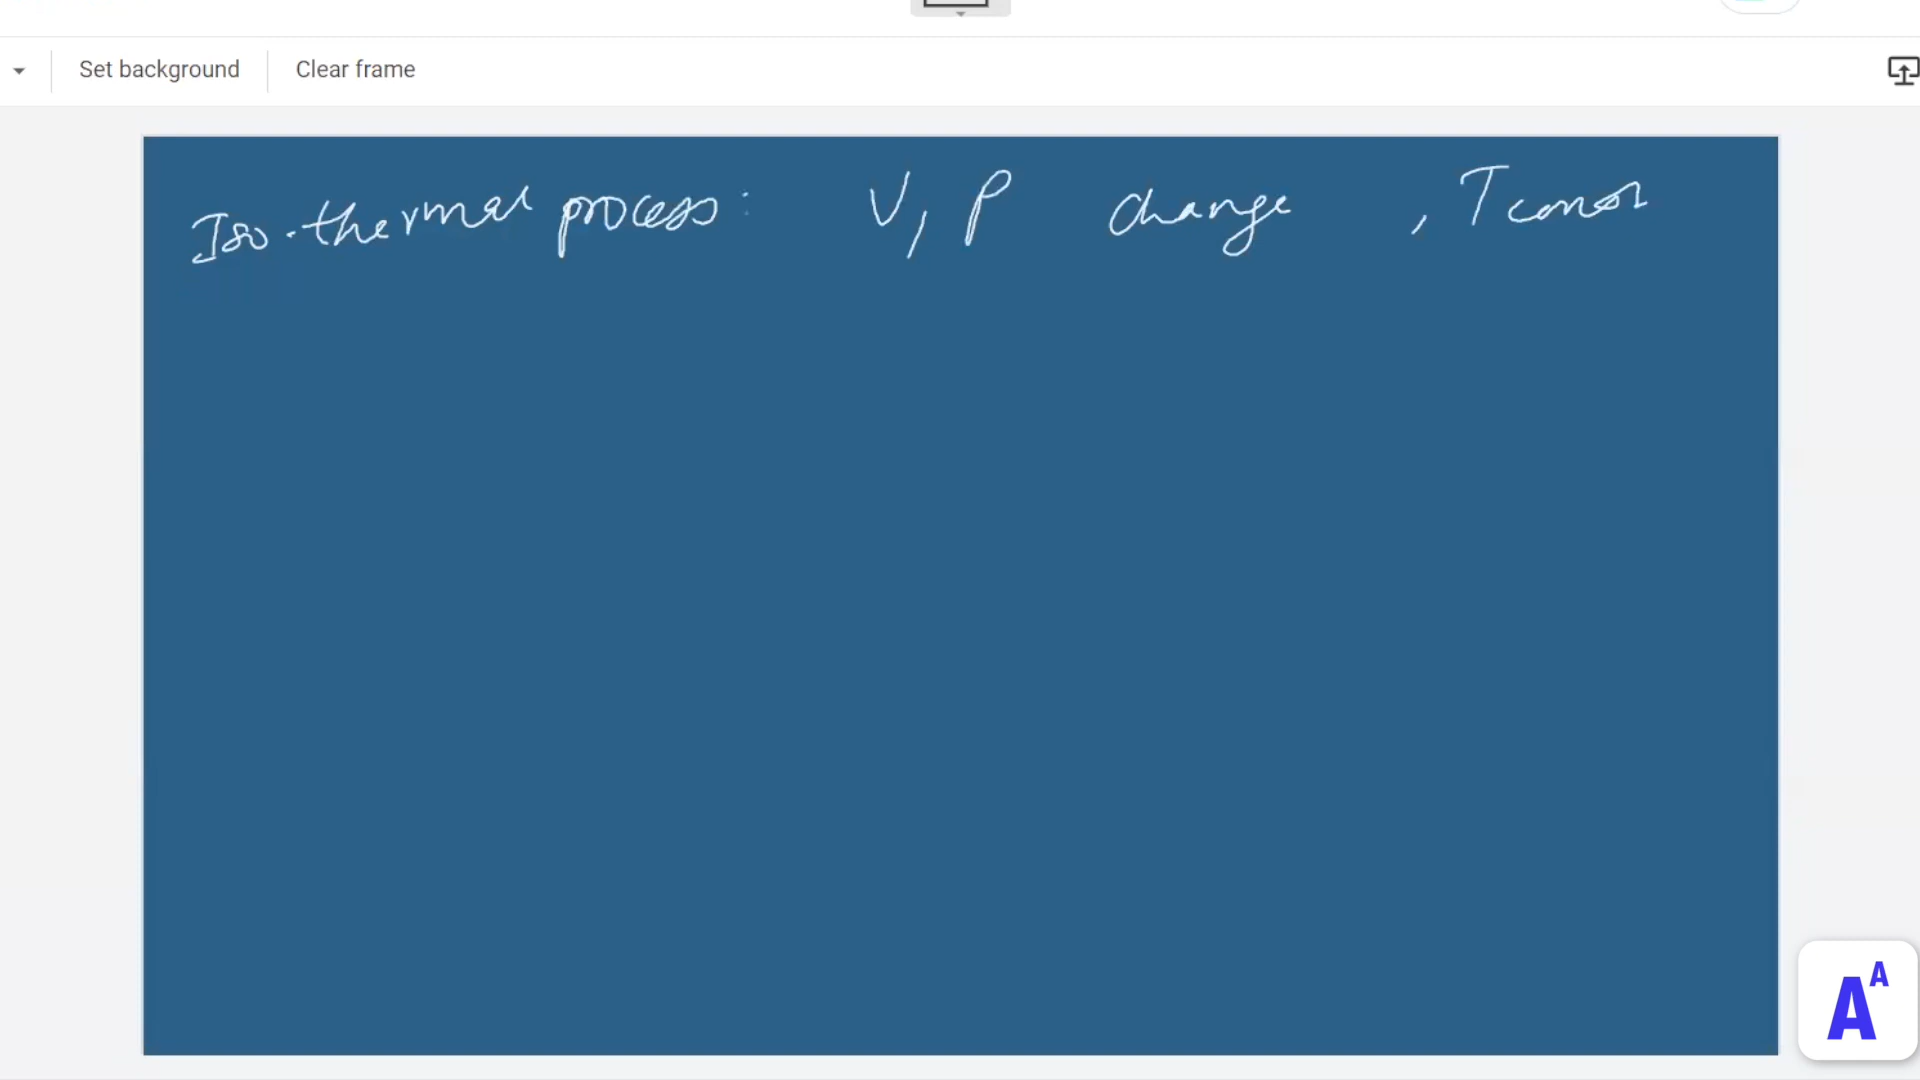 Set background Clear frame
Iso-thermal process: V, P change , T const
A^A